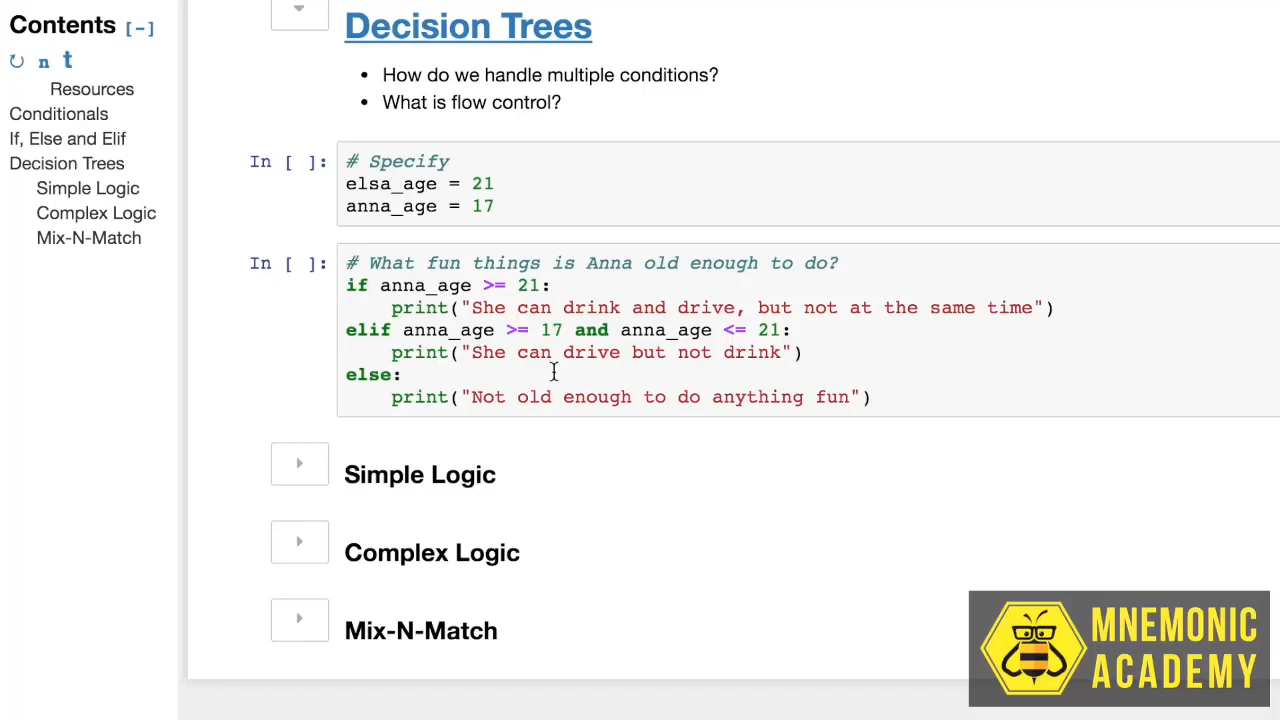 Contents [-]
n t
Resources
Conditionals
If, Else and Elif
Decision Trees
Simple Logic
Complex Logic
Mix-N-Match
Decision Trees
• How do we handle multiple conditions?
• What is flow control?
In [ ]:
# Specify
elsa_age = 21
anna_age = 17
In [ ]:
# What fun things is Anna old enough to do?
if anna_age >= 21:
    print("She can drink and drive, but not at the same time")
elif anna_age >= 17 and anna_age <= 21:
    print("She can drive but not drink")
else:
    print("Not old enough to do anything fun")
Simple Logic
Complex Logic
Mix-N-Match
MNEMONIC
ACADEMY